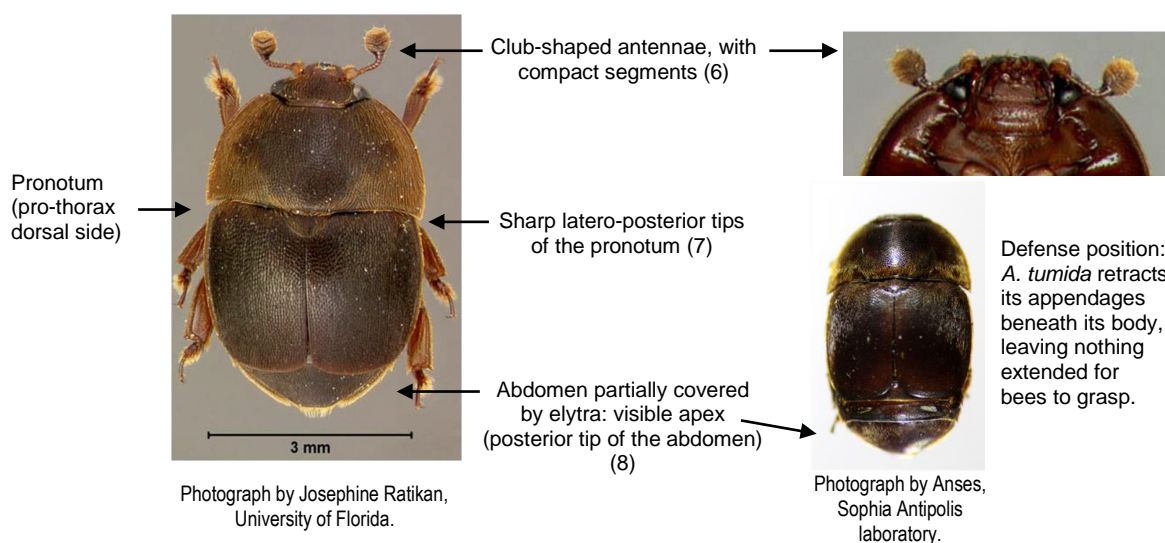 Club-shaped antennae, with
compact segments (6)
Pronotum
(pro-thorax
dorsal side)
Sharp latero-posterior tips
of the pronotum (7)
Defense position:
A. tumida retracts
its appendages
beneath its body,
leaving nothing
extended for
bees to grasp.
Abdomen partially covered
by elytra: visible apex
(posterior tip of the abdomen)
(8)
3 mm
Photograph by Josephine Ratikan,
University of Florida.
Photograph by Anses,
Sophia Antipolis
laboratory.